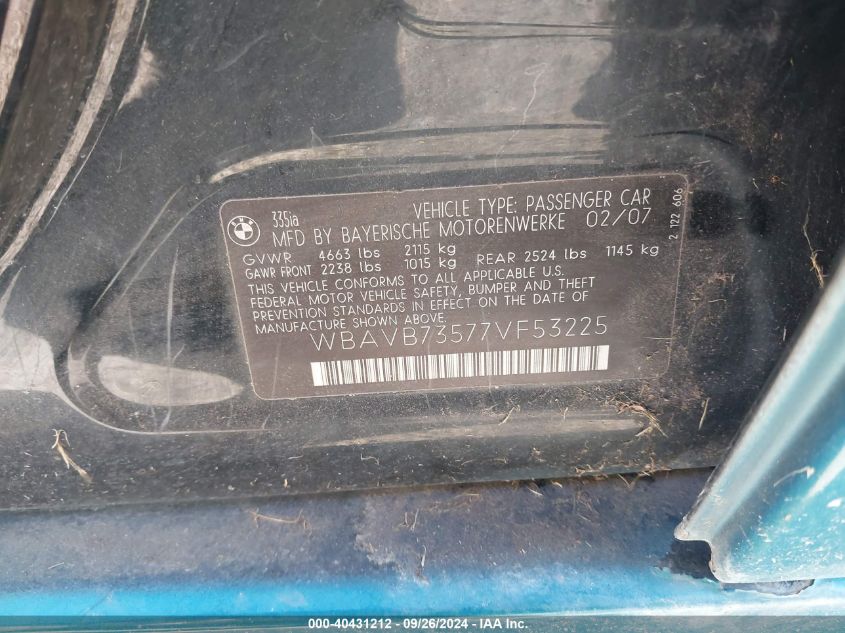 BMW
335ia
VEHICLE TYPE: PASSENGER CAR
MFD BY BAYERISCHE MOTORENWERKE 02/07
GVWR 4663 lbs 2115 kg
GAWR FRONT 2238 lbs 1015 kg REAR 2524 lbs 1145 kg
THIS VEHICLE CONFORMS TO ALL APPLICABLE U.S.
FEDERAL MOTOR VEHICLE SAFETY, BUMPER AND THEFT
PREVENTION STANDARDS IN EFFECT ON THE DATE OF
MANUFACTURE SHOWN ABOVE.
WBAVB73577VF53225
2 122 606
000-40431212 - 09/26/2024 - IAAI.com